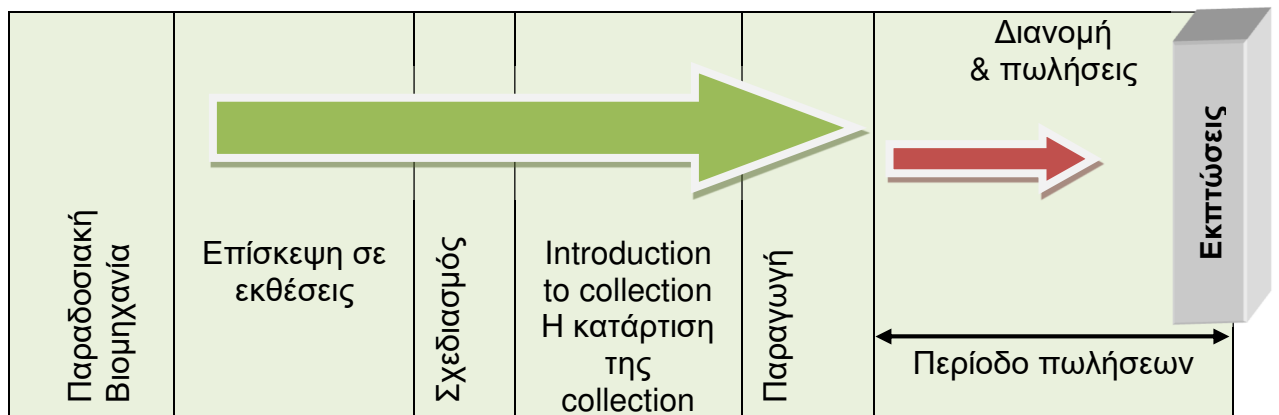 Παραδοσιακή
Βιομηχανία
Επίσκεψη σε
εκθέσεις
Σχεδιασμός
Introduction
to collection
Η κατάρτιση
της
collection
Παραγωγή
Διανομή
& πωλήσεις
Περίοδο πωλήσεων
Εκπτώσεις